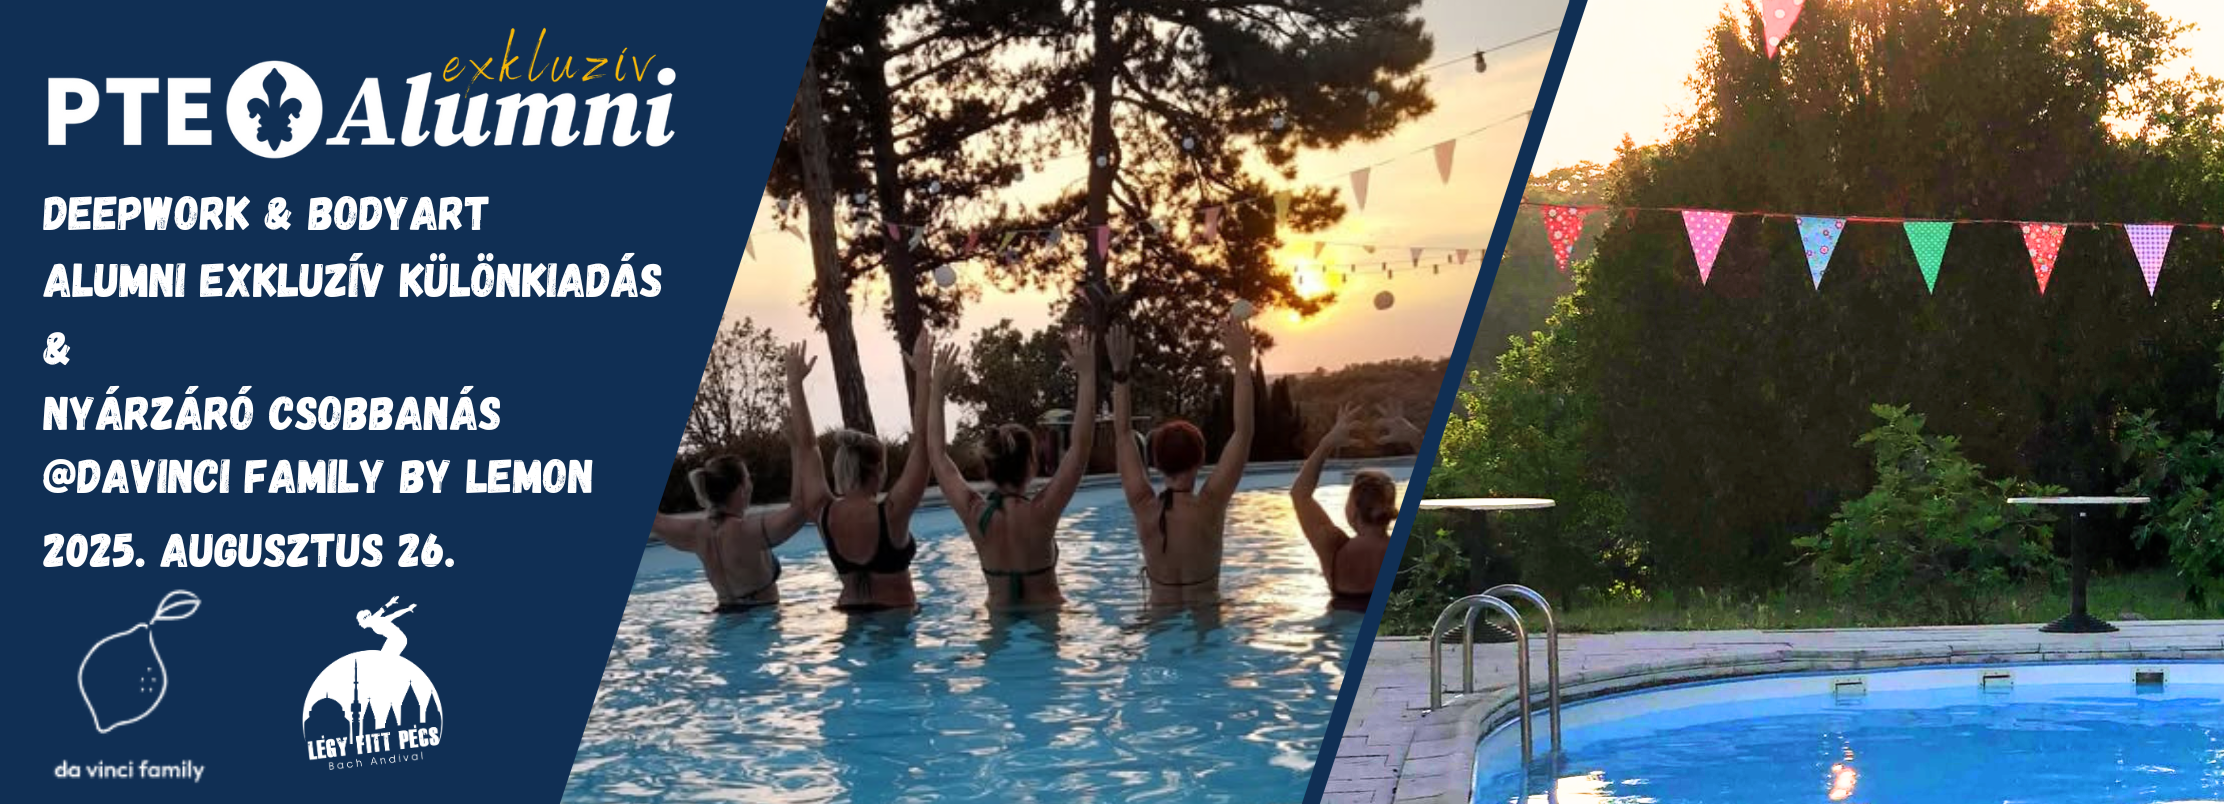 exkluzív
PTE Alumni
DEEPWORK & BODYART
ALUMNI EXKLUZÍV KÜLÖNKIADÁS
&
NYÁRZÁRÓ CSOBBANÁS
@DAVINCI FAMILY BY LEMON
2025. AUGUSZTUS 26.
da vinci family
LÉGY FITT PÉCS
Bach Andival